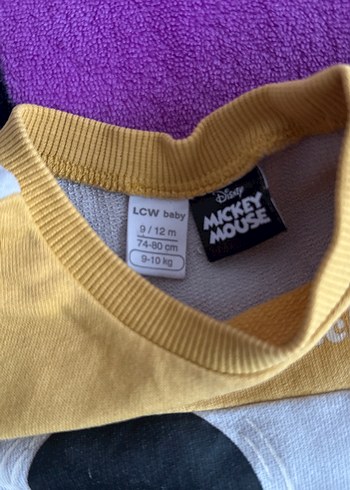 LCW baby
9 / 12 m
74-80 cm
9-10 kg
Disney
MICKEY
MOUSE